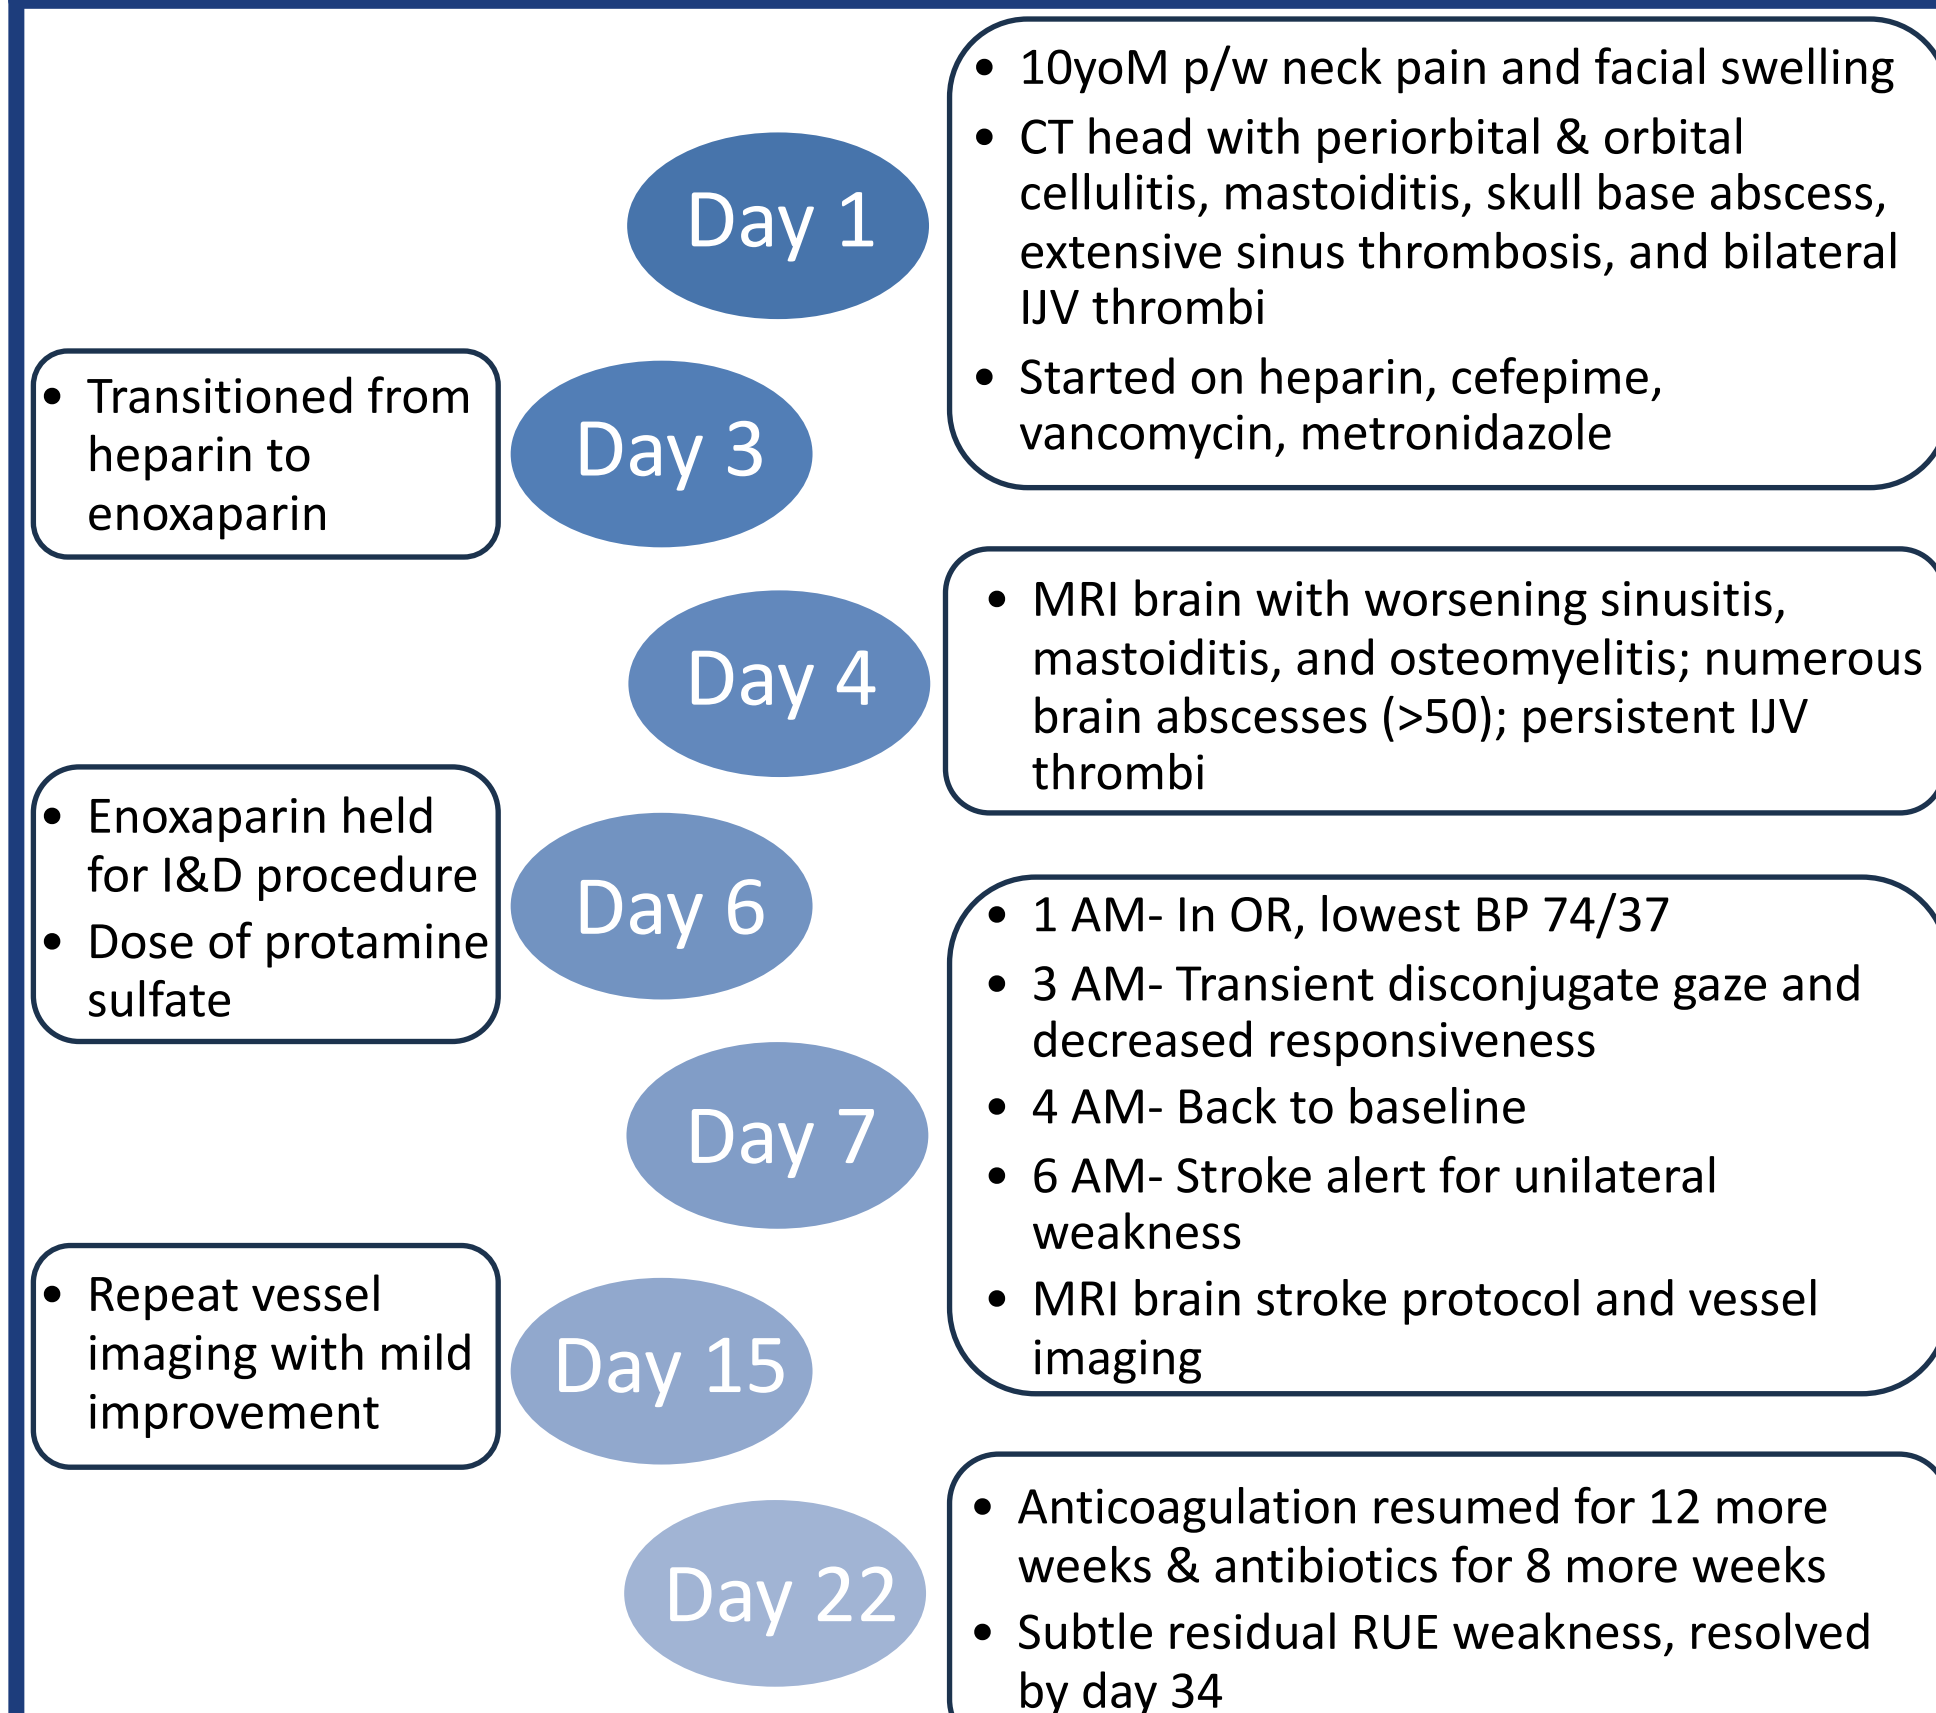 Day 1
• 10yoM p/w neck pain and facial swelling
• CT head with periorbital & orbital
cellulitis, mastoiditis, skull base abscess,
extensive sinus thrombosis, and bilateral
IJV thrombi
• Started on heparin, cefepime,
vancomycin, metronidazole
Day 3
• Transitioned from
heparin to
enoxaparin
Day 4
• MRI brain with worsening sinusitis,
mastoiditis, and osteomyelitis; numerous
brain abscesses (>50); persistent IJV
thrombi
Day 6
• Enoxaparin held
for I&D procedure
• Dose of protamine
sulfate
Day 7
• 1 AM- In OR, lowest BP 74/37
• 3 AM- Transient disconjugate gaze and
decreased responsiveness
• 4 AM- Back to baseline
• 6 AM- Stroke alert for unilateral
weakness
• MRI brain stroke protocol and vessel
imaging
Day 15
• Repeat vessel
imaging with mild
improvement
Day 22
• Anticoagulation resumed for 12 more
weeks & antibiotics for 8 more weeks
• Subtle residual RUE weakness, resolved
by day 34